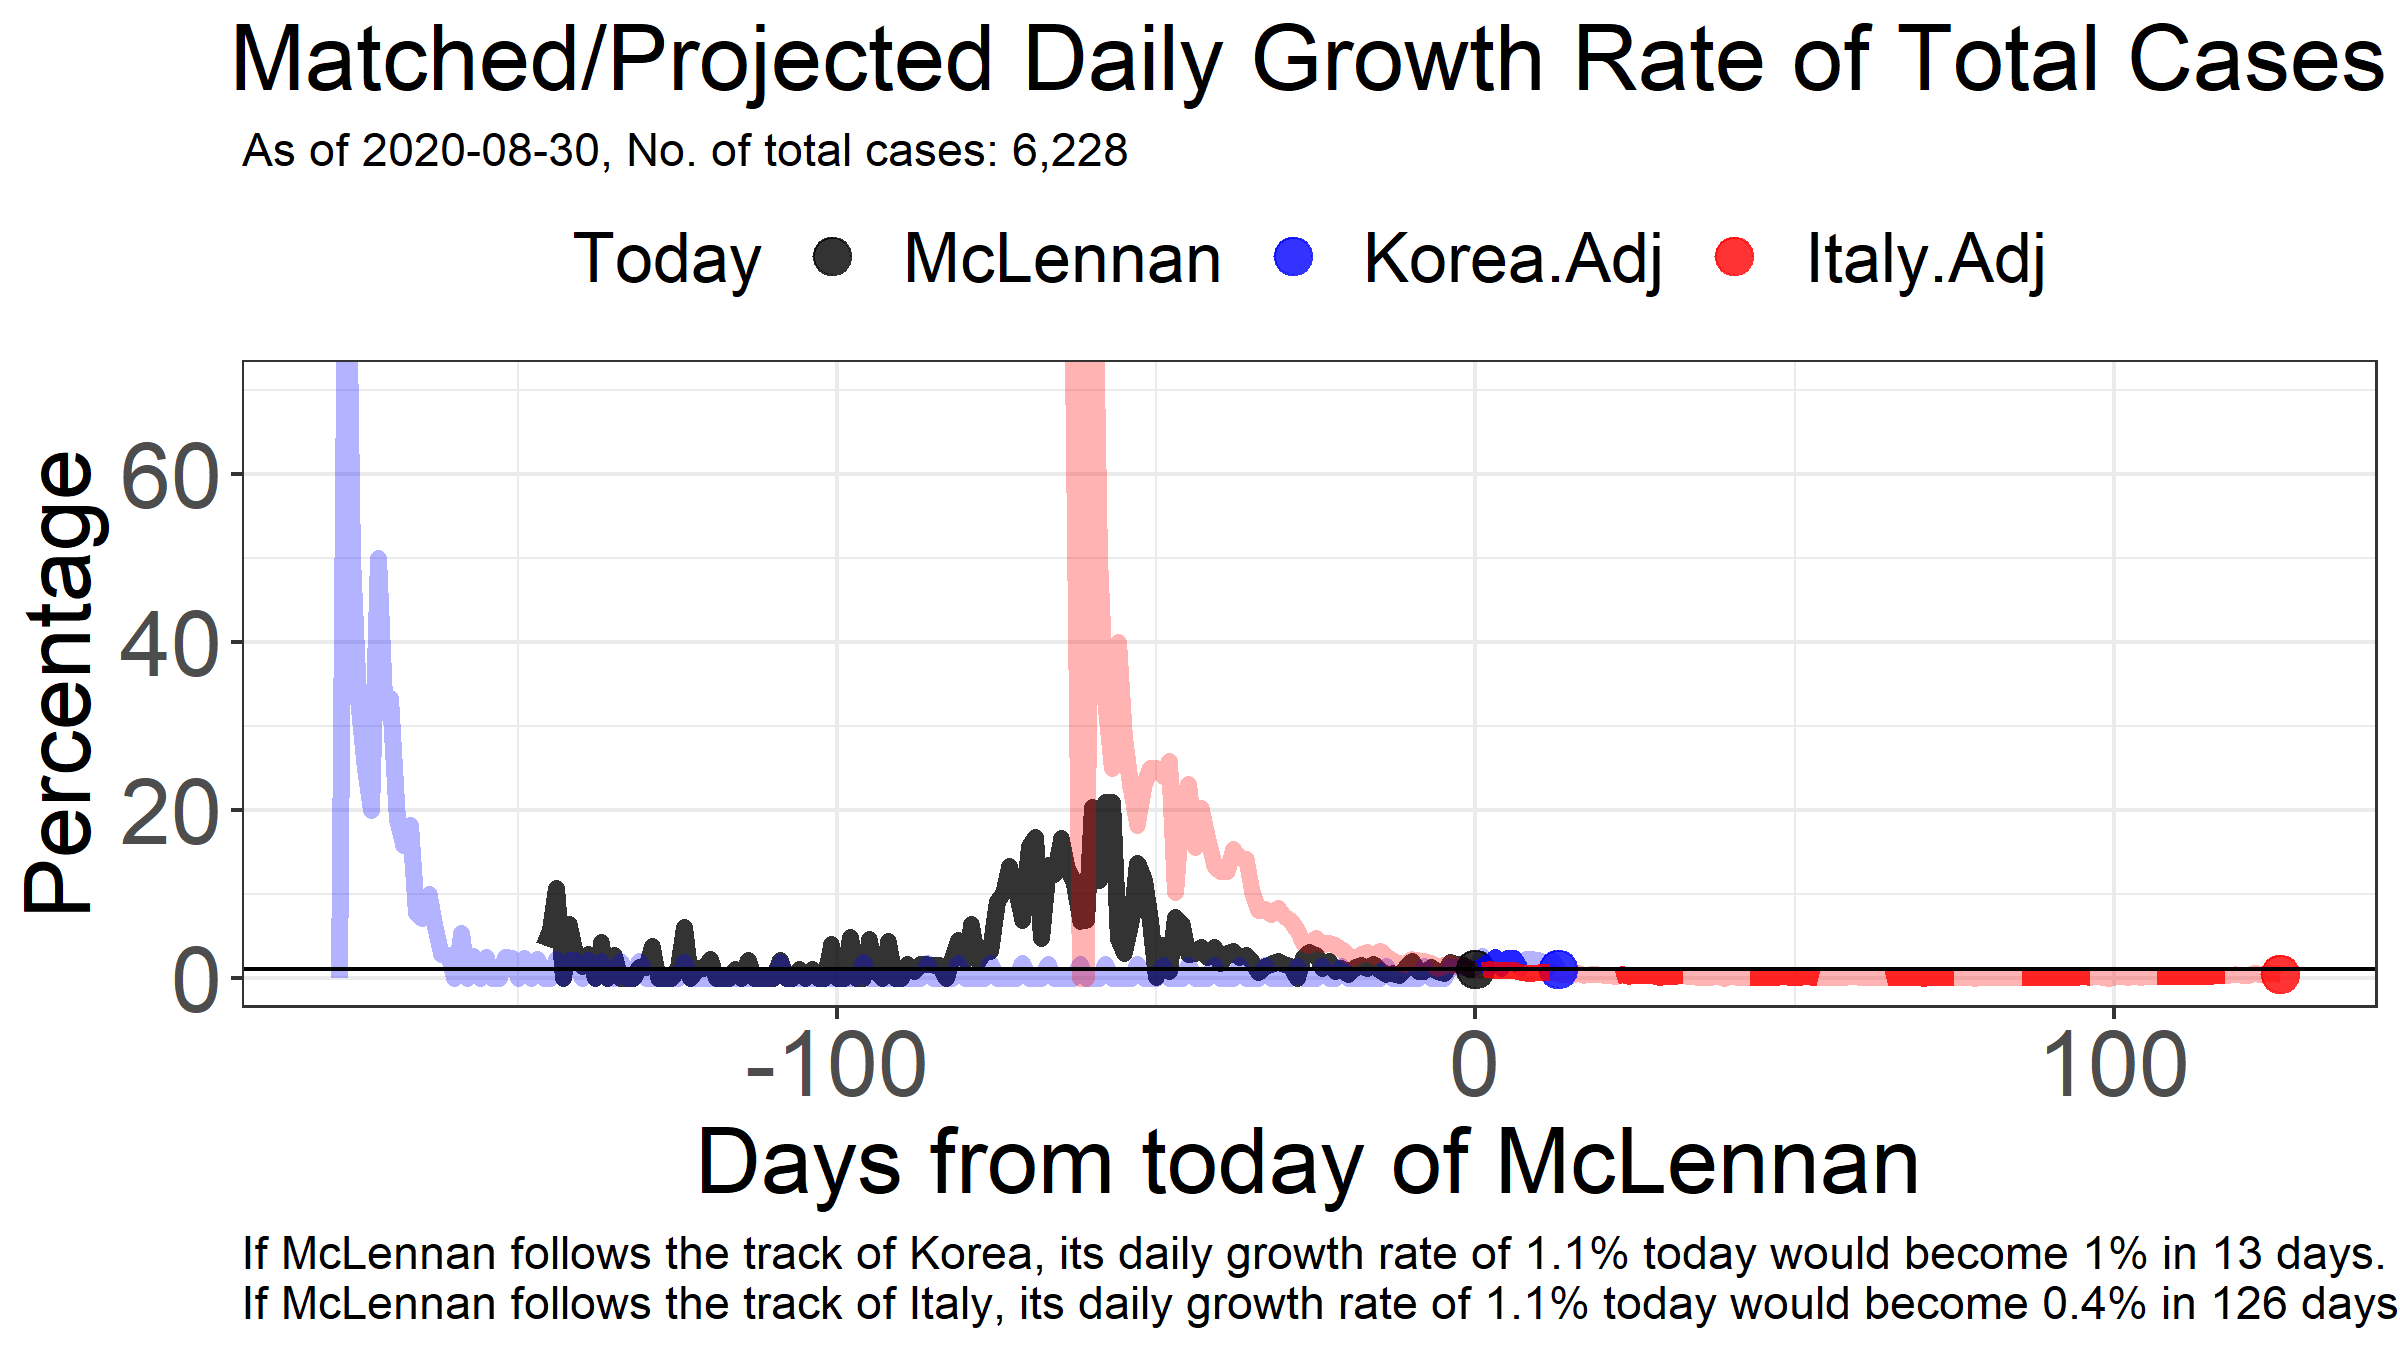 Matched/Projected Daily Growth Rate of Total Cases
As of 2020-08-30, No. of total cases: 6,228
Today McLennan Korea.Adj Italy.Adj
Percentage
60
40
20
0
-100 0 100
Days from today of McLennan
If McLennan follows the track of Korea, its daily growth rate of 1.1% today would become 1% in 13 days.
If McLennan follows the track of Italy, its daily growth rate of 1.1% today would become 0.4% in 126 days